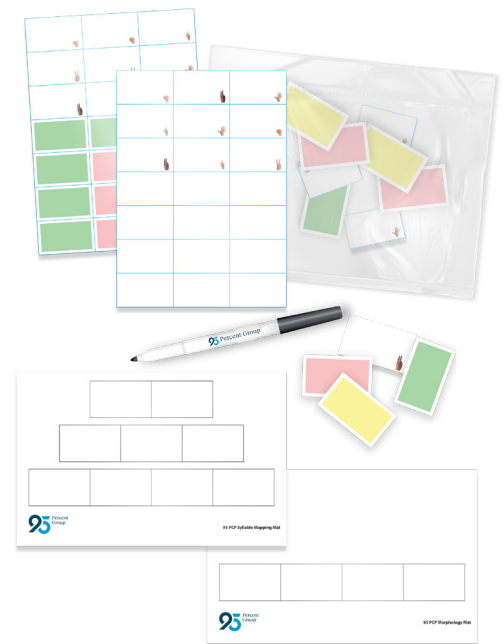 95 Percent Group
95 Percent
Group
95 PCP Syllable Mapping Mat
95 Percent
Group
95 PCP Morphology Mat